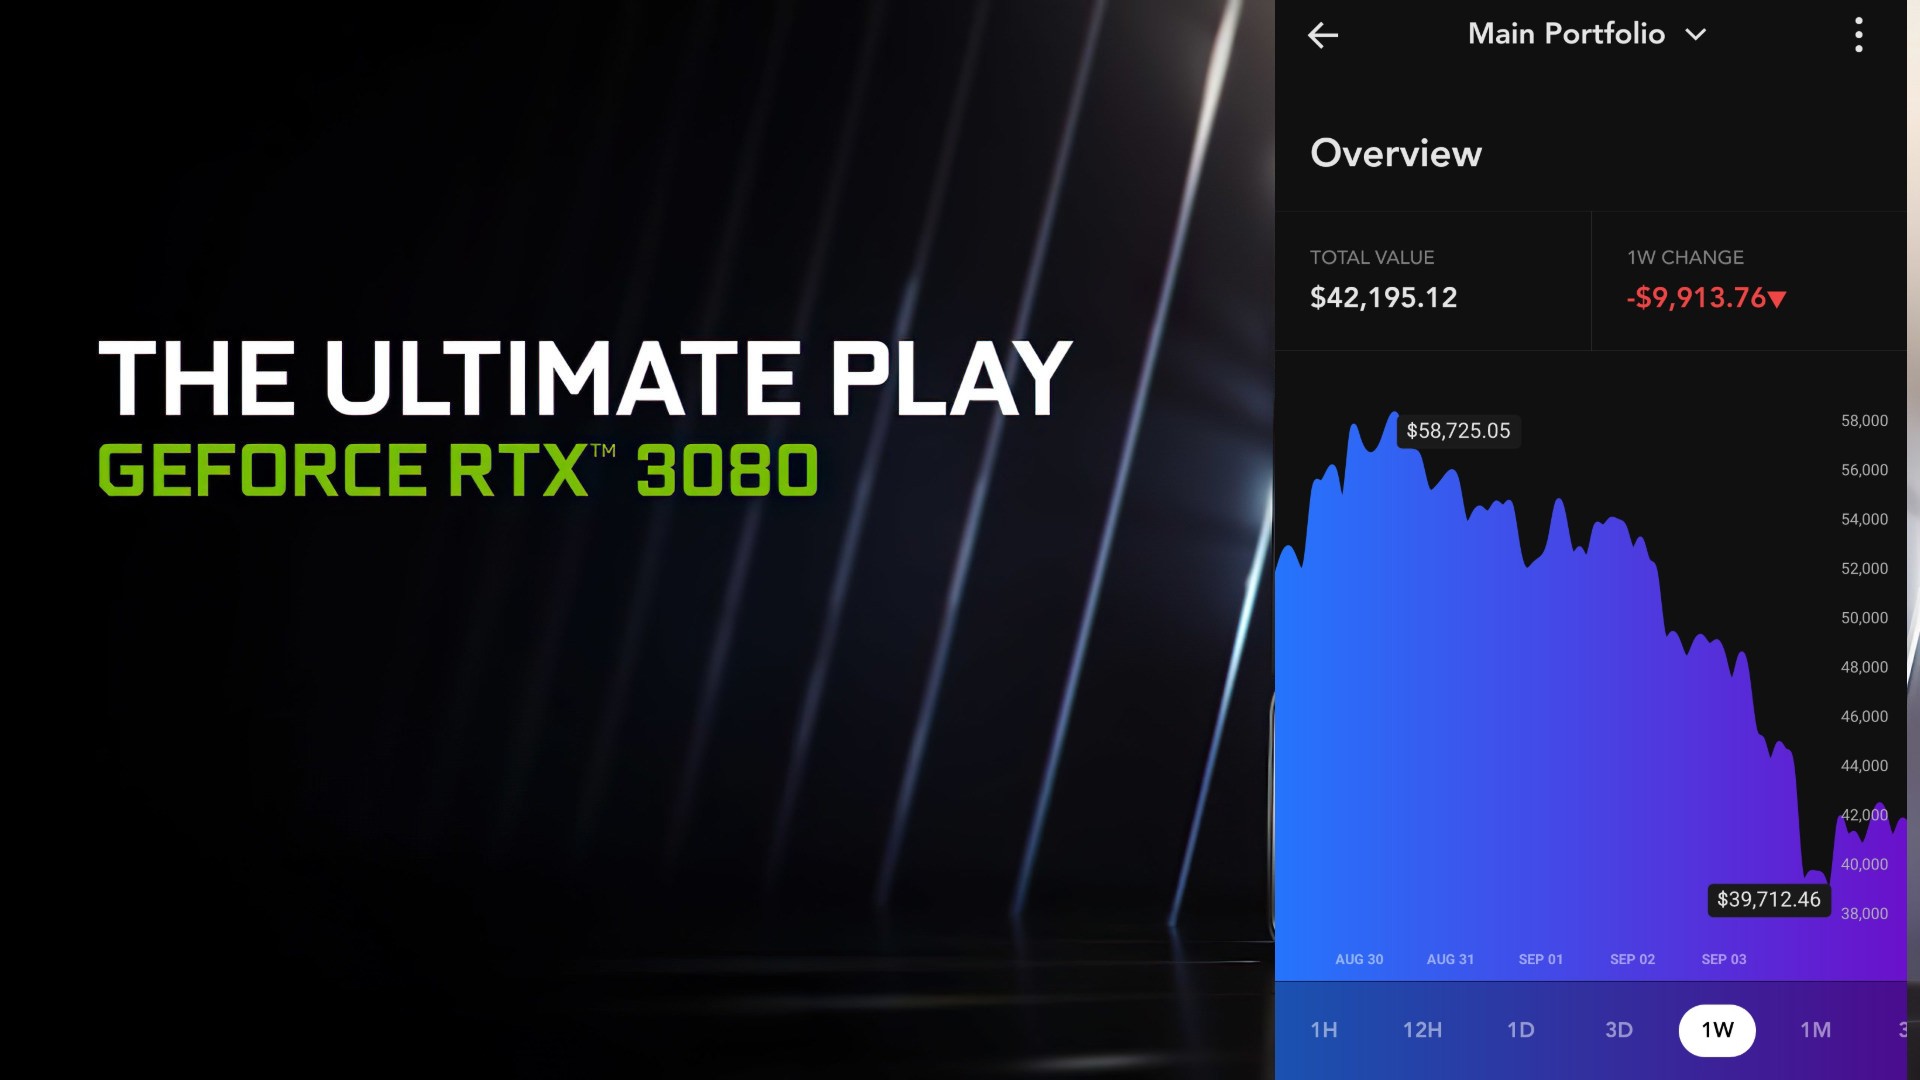 THE ULTIMATE PLAY
GEFORCE RTX™ 3080
Main Portfolio
Overview
TOTAL VALUE
$42,195.12
1W CHANGE
-$9,913.76▼
$58,725.05
58,000
56,000
54,000
52,000
50,000
48,000
46,000
44,000
42,000
40,000
38,000
$39,712.46
AUG 30 AUG 31 SEP 01 SEP 02 SEP 03
1H 12H 1D 3D 1W 1M